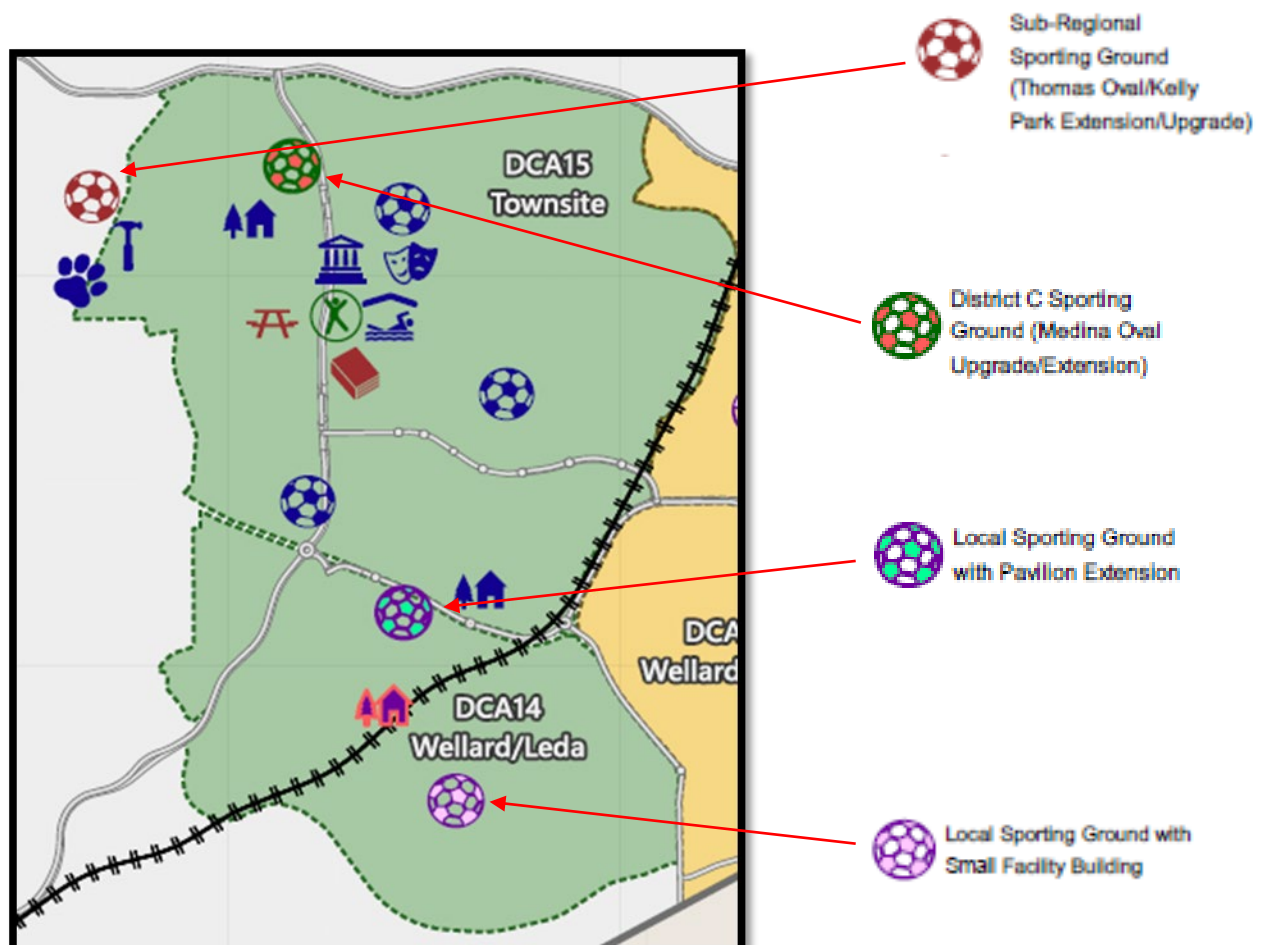 Sub-Regional
Sporting Ground
(Thomas Oval/Kelly
Park Extension/Upgrade)
DCA15
Townsite
District C Sporting
Ground (Medina Oval
Upgrade/Extension)
Local Sporting Ground
with Pavilion Extension
DCA
Wellard
DCA14
Wellard/Leda
Local Sporting Ground with
Small Facility Building